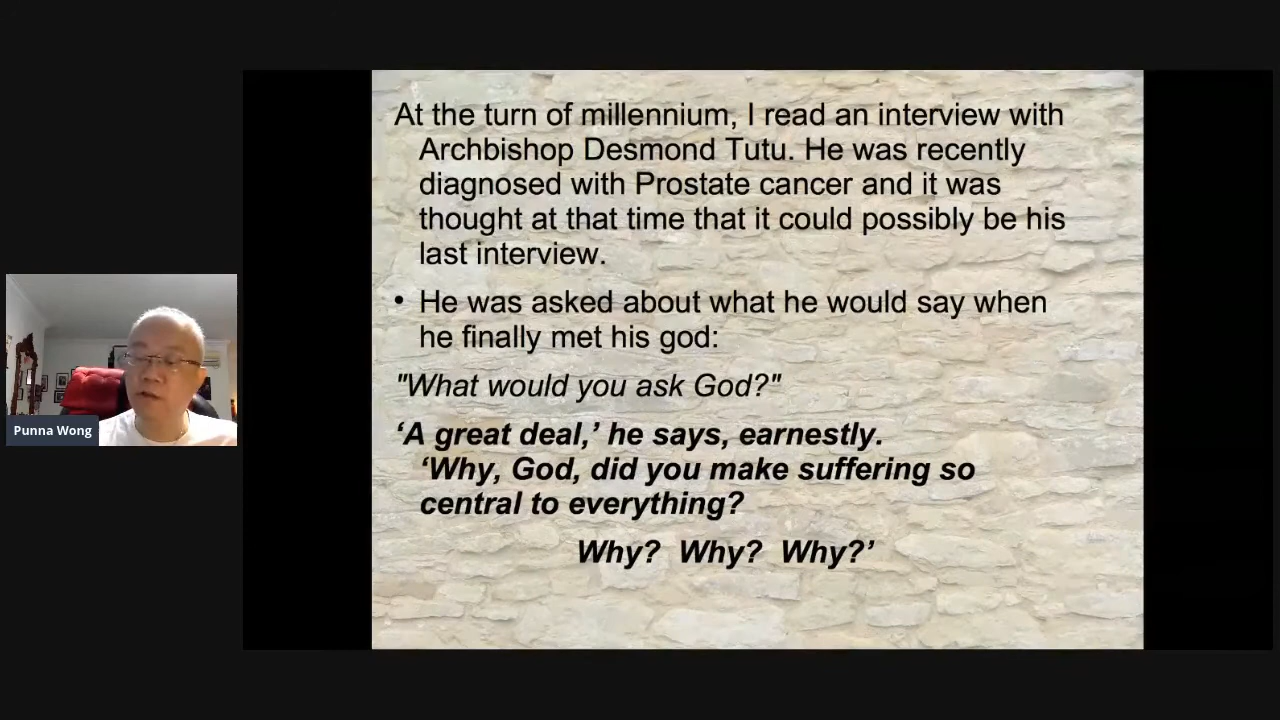 At the turn of millennium, I read an interview with
Archbishop Desmond Tutu. He was recently
diagnosed with Prostate cancer and it was
thought at that time that it could possibly be his
last interview.
• He was asked about what he would say when
he finally met his god:
"What would you ask God?"
‘A great deal,’ he says, earnestly.
‘Why, God, did you make suffering so
central to everything?
Why? Why? Why?’
Punna Wong